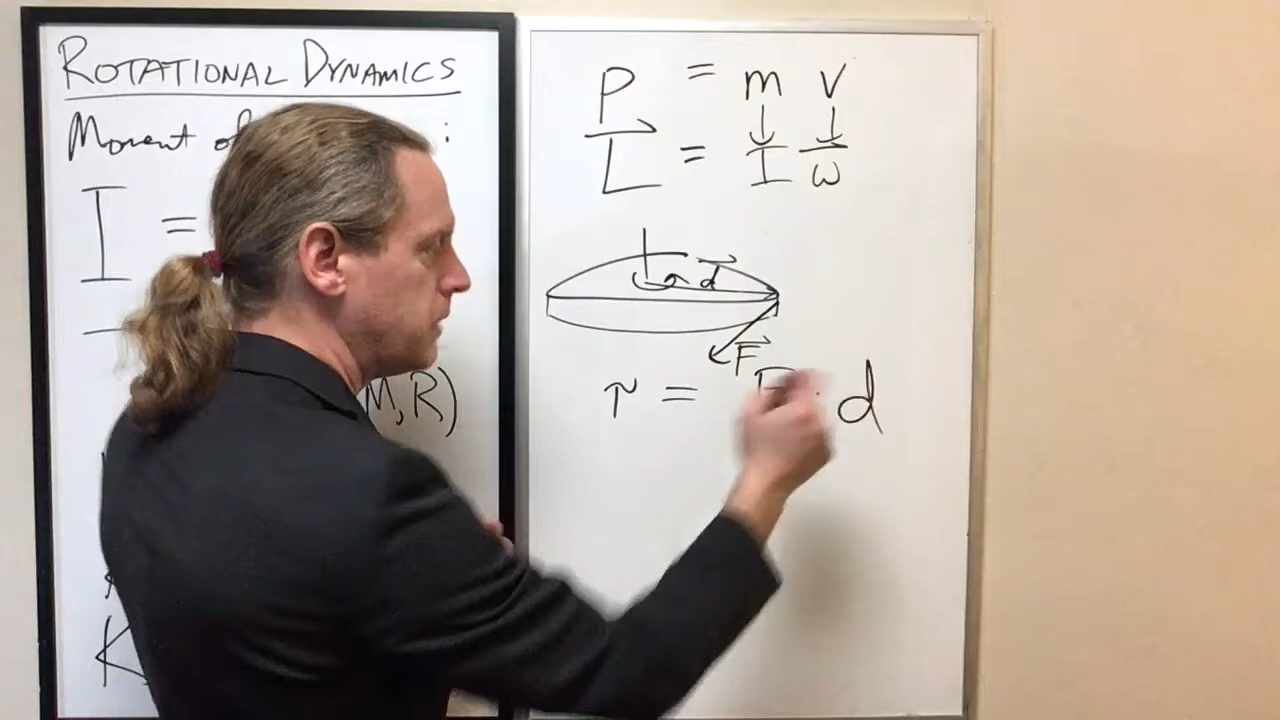 ROTATIONAL DYNAMICS
Moment of :
I =
M, R)
K
P = m v
L = I ω
d
F
τ = F · d